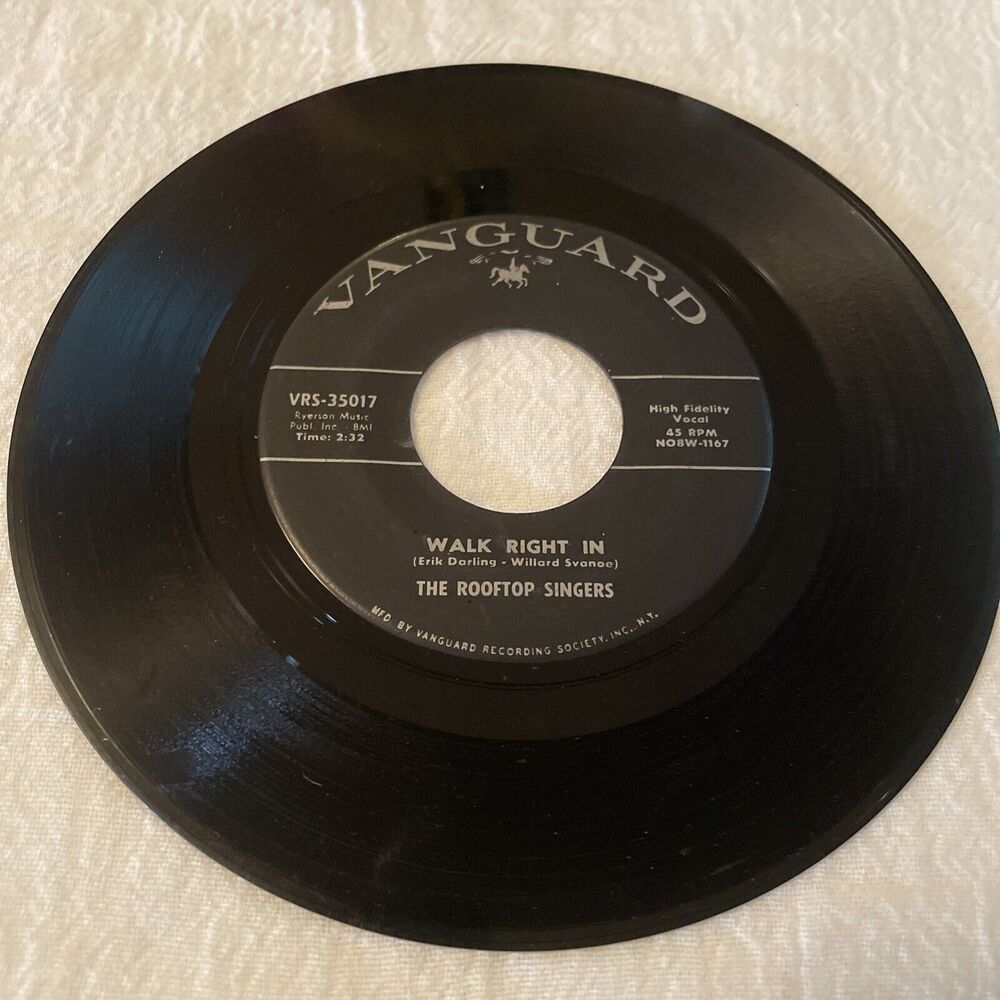 VANGUARD
VRS-35017
Ryerson Music
Publ. Inc. - BMI
Time: 2:32
High Fidelity
Vocal
45 RPM
NO8W-1167
WALK RIGHT IN
(Erik Darling - Willard Svanoe)
THE ROOFTOP SINGERS
MFD BY VANGUARD RECORDING SOCIETY, INC., N.Y.